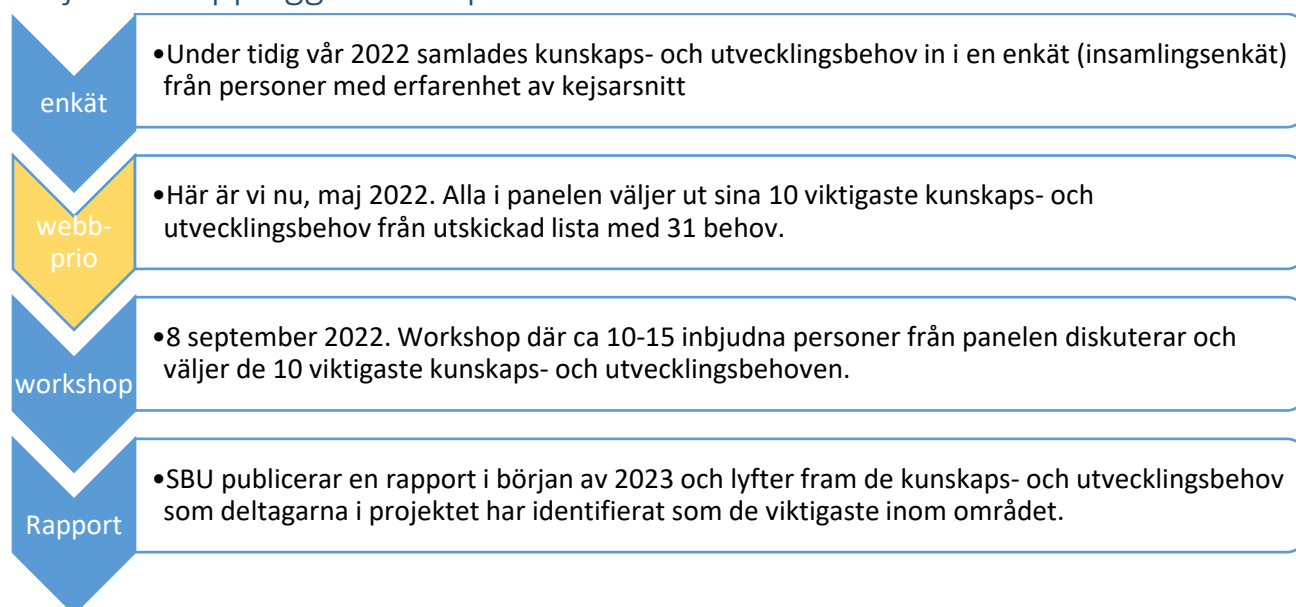 enkät
•Under tidig vår 2022 samlades kunskaps- och utvecklingsbehov in i en enkät (insamlingsenkät)
från personer med erfarenhet av kejsarsnitt
webb-
prio
•Här är vi nu, maj 2022. Alla i panelen väljer ut sina 10 viktigaste kunskaps- och
utvecklingsbehov från utskickad lista med 31 behov.
workshop
•8 september 2022. Workshop där ca 10-15 inbjudna personer från panelen diskuterar och
väljer de 10 viktigaste kunskaps- och utvecklingsbehoven.
Rapport
•SBU publicerar en rapport i början av 2023 och lyfter fram de kunskaps- och utvecklingsbehov
som deltagarna i projektet har identifierat som de viktigaste inom området.